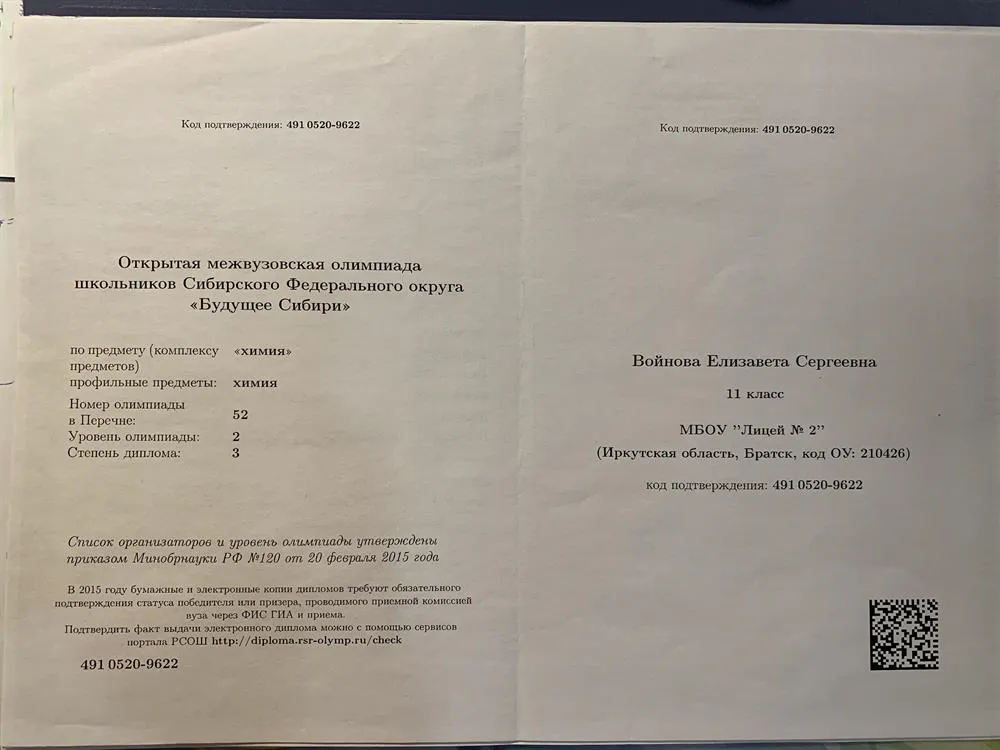 Код подтверждения: 491 0520-9622
Открытая межвузовская олимпиада
школьников Сибирского Федерального округа
«Будущее Сибири»
по предмету (комплексу «химия»
предметов)
профильные предметы: химия
Номер олимпиады
в Перечне: 52
Уровень олимпиады: 2
Степень диплома: 3
Список организаторов и уровень олимпиады утверждены
приказом Минобрнауки РФ №120 от 20 февраля 2015 года
В 2015 году бумажные и электронные копии дипломов требуют обязательного
подтверждения статуса победителя или призера, проводимого приемной комиссией
вуза через ФИС ГИА и приема.
Подтвердить факт выдачи электронного диплома можно с помощью сервисов
портала РСОШ http://diploma.rsr-olymp.ru/check
491 0520-9622
Код подтверждения: 491 0520-9622
Войнова Елизавета Сергеевна
11 класс
МБОУ "Лицей № 2"
(Иркутская область, Братск, код ОУ: 210426)
код подтверждения: 491 0520-9622